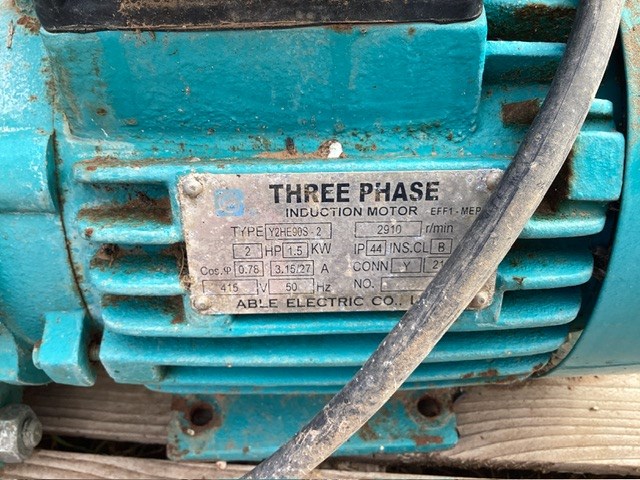 THREE PHASE
INDUCTION MOTOR EFF1-MEP
TYPE Y2HE90S-2 2910 r/min
2 HP 1.5 KW IP 44 INS.CL B
Cos.φ 0.78 3.15/27 A CONN Y
415 V 50 Hz NO.
ABLE ELECTRIC CO.,